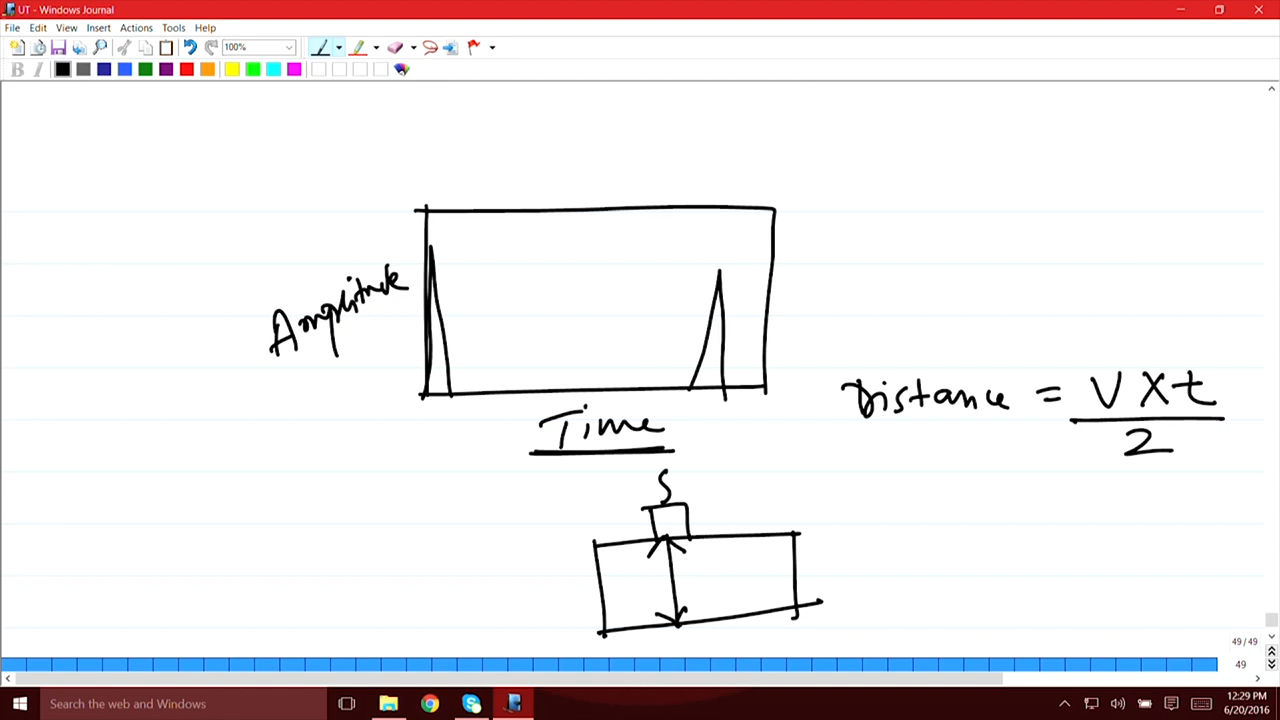 UT - Windows Journal
File Edit View Insert Actions Tools Help
100%
B I
Amplitude
Time
Distance = V X t
2
S
49 / 49
49
Search the web and Windows
12:29 PM
6/20/2016